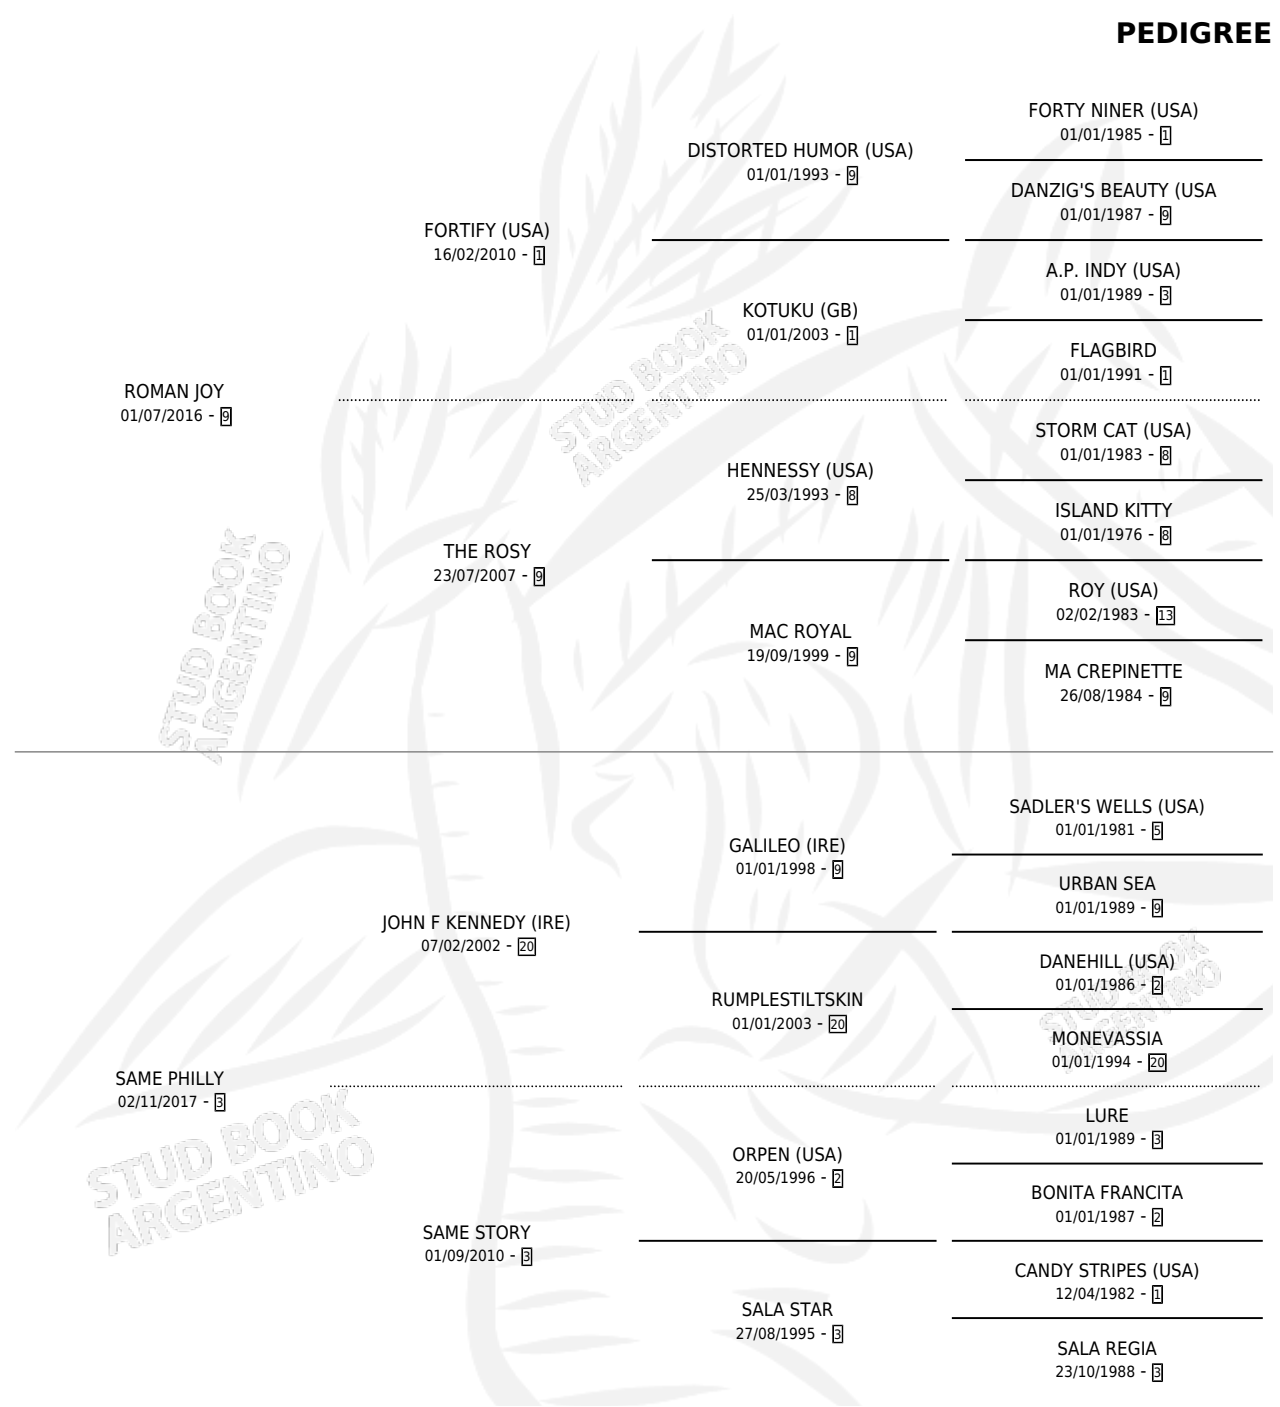 PEDIGREE
FORTY NINER (USA)
01/01/1985 - 1
DISTORTED HUMOR (USA)
01/01/1993 - 9
DANZIG'S BEAUTY (USA
01/01/1987 - 9
FORTIFY (USA)
16/02/2010 - 1
A.P. INDY (USA)
01/01/1989 - 3
KOTUKU (GB)
01/01/2003 - 1
FLAGBIRD
01/01/1991 - 1
ROMAN JOY
01/07/2016 - 9
STORM CAT (USA)
01/01/1983 - 8
HENNESSY (USA)
25/03/1993 - 8
ISLAND KITTY
01/01/1976 - 8
THE ROSY
23/07/2007 - 9
ROY (USA)
02/02/1983 - 13
MAC ROYAL
19/09/1999 - 9
MA CREPINETTE
26/08/1984 - 9
SADLER'S WELLS (USA)
01/01/1981 - 5
GALILEO (IRE)
01/01/1998 - 9
URBAN SEA
01/01/1989 - 9
JOHN F KENNEDY (IRE)
07/02/2002 - 20
DANEHILL (USA)
01/01/1986 - 2
RUMPLESTILTSKIN
01/01/2003 - 20
MONEVASSIA
01/01/1994 - 20
SAME PHILLY
02/11/2017 - 3
LURE
01/01/1989 - 3
ORPEN (USA)
20/05/1996 - 2
BONITA FRANCITA
01/01/1987 - 2
SAME STORY
01/09/2010 - 3
CANDY STRIPES (USA)
12/04/1982 - 1
SALA STAR
27/08/1995 - 3
SALA REGIA
23/10/1988 - 3
STUD BOOK
ARGENTINO
STUD BOOK
ARGENTINO
STUD BOOK
ARGENTINO
STUD BOOK
ARGENTINO